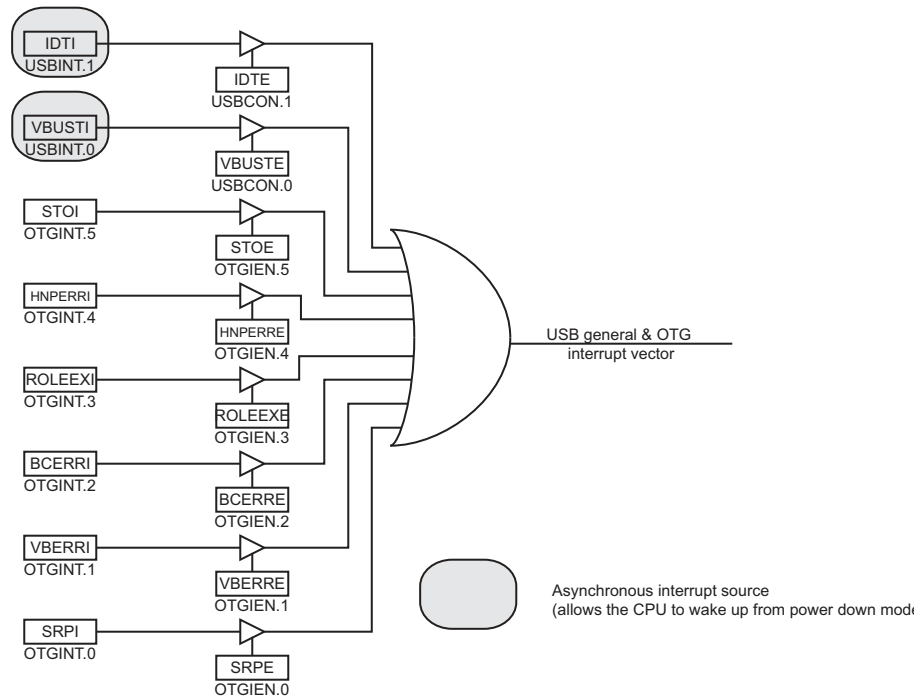 IDTI
USBINT.1
IDTE
USBCON.1
VBUSTI
USBINT.0
VBUSTE
USBCON.0
STOI
OTGINT.5
STOE
OTGIEN.5
HNPERRI
OTGINT.4
HNPERRE
OTGIEN.4
USB general & OTG
interrupt vector
ROLEEXI
OTGINT.3
ROLEEXE
OTGIEN.3
BCERRI
OTGINT.2
BCERRE
OTGIEN.2
VBERRI
OTGINT.1
VBERRE
OTGIEN.1
Asynchronous interrupt source
(allows the CPU to wake up from power down mode
SRPI
OTGINT.0
SRPE
OTGIEN.0